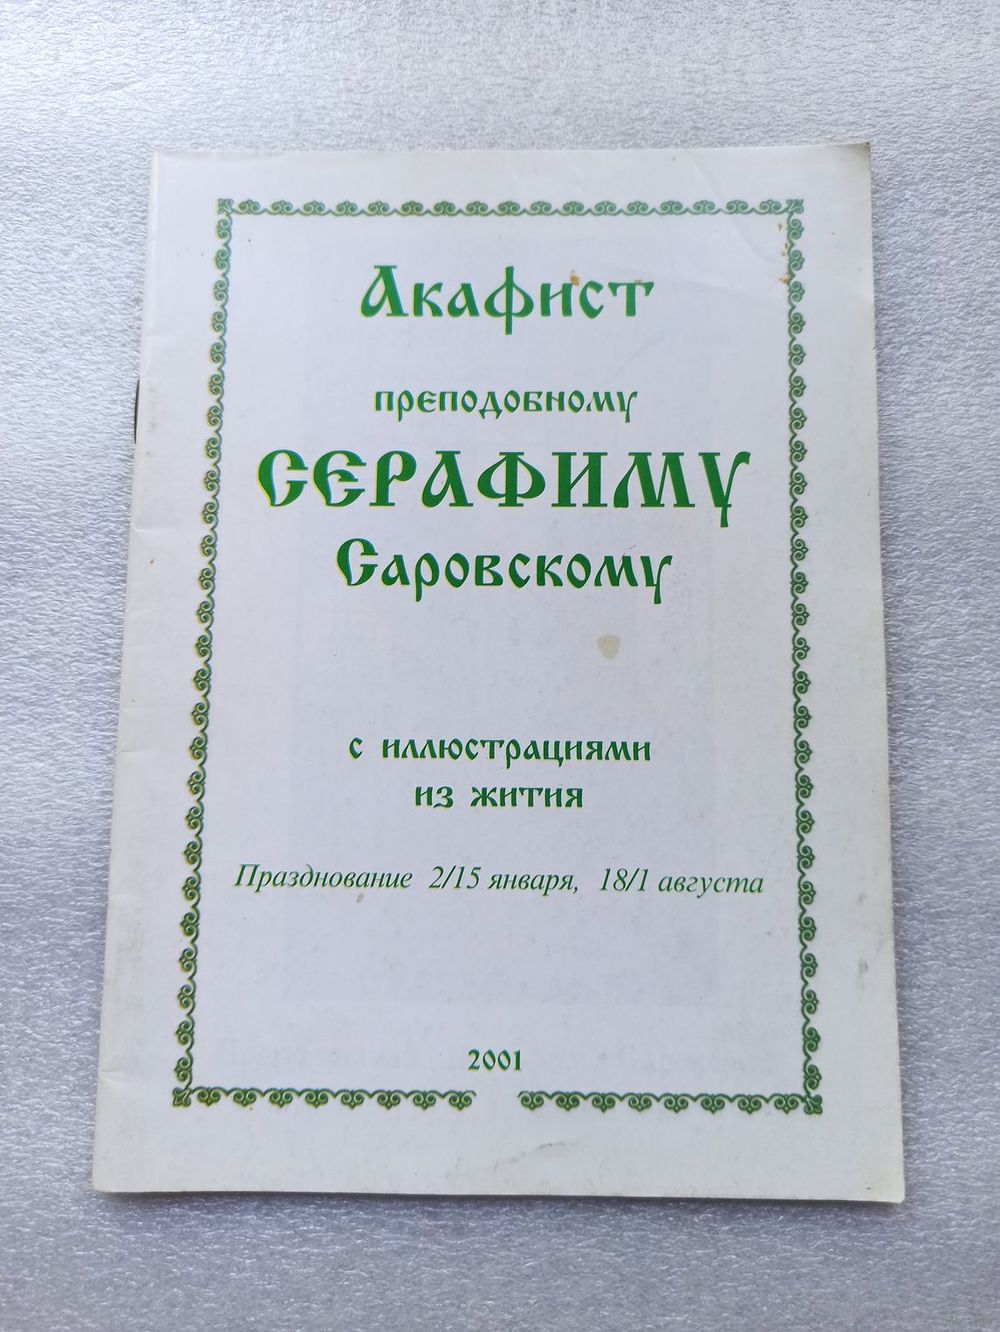 Акафист
преподобному
СЕРАФИМУ
Саровскому
с иллюстрациями
из жития
Празднование 2/15 января, 18/1 августа
2001